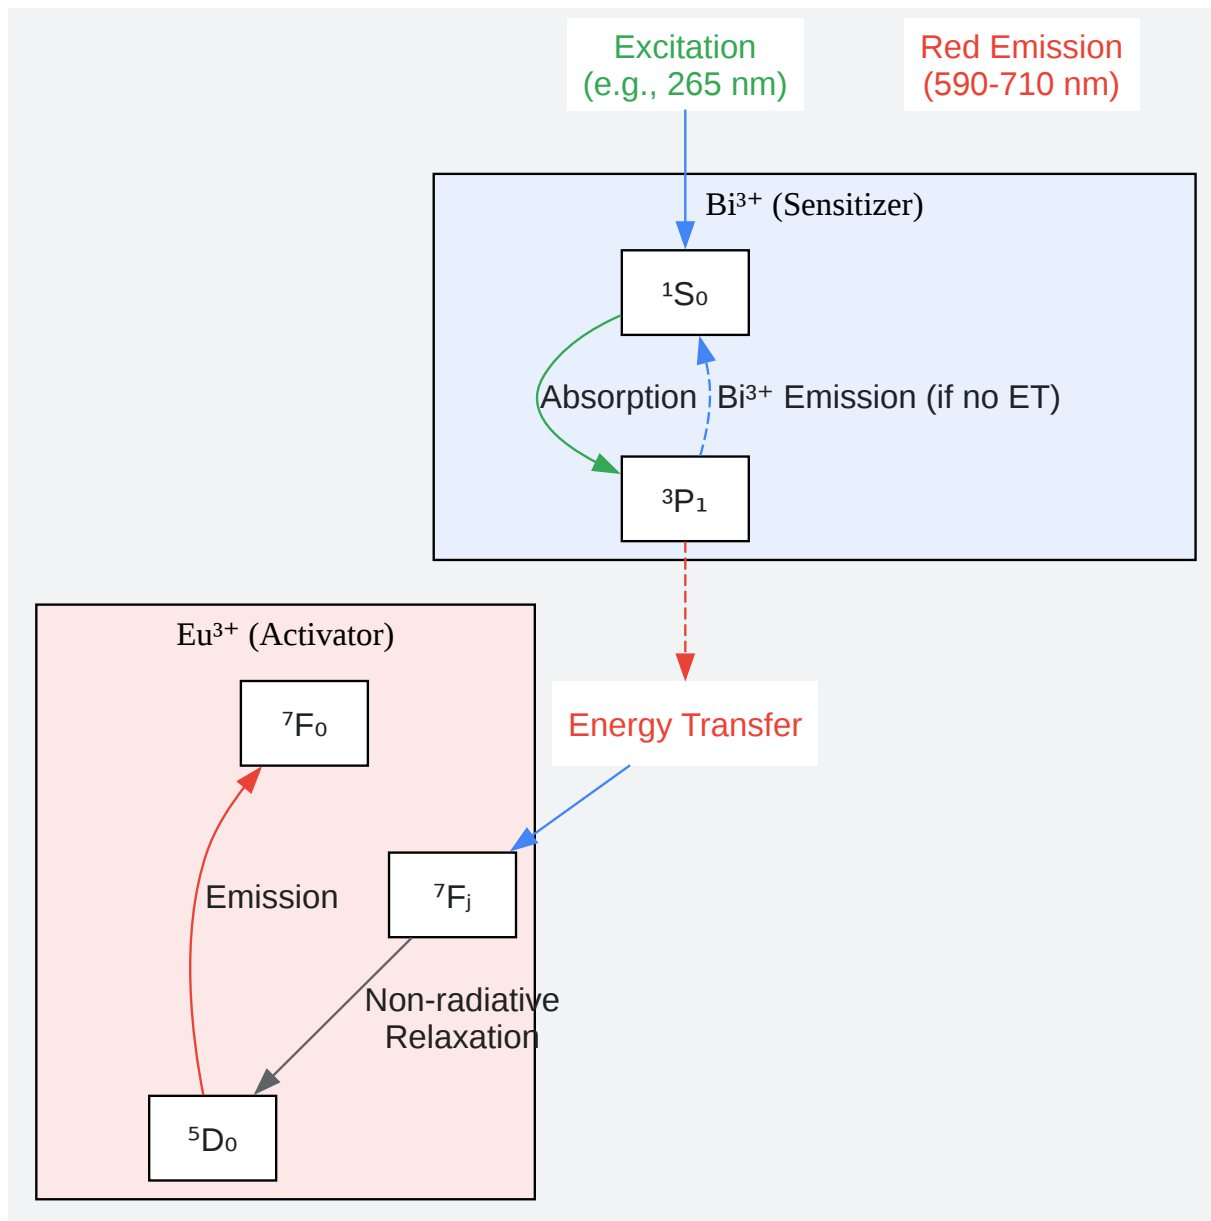 Excitation
(e.g., 265 nm)
Red Emission
(590-710 nm)
Bi³⁺ (Sensitizer)
¹S₀
Absorption
Bi³⁺ Emission (if no ET)
³P₁
Eu³⁺ (Activator)
⁷F₀
Energy Transfer
Emission
⁷Fⱼ
Non-radiative
Relaxation
⁵D₀